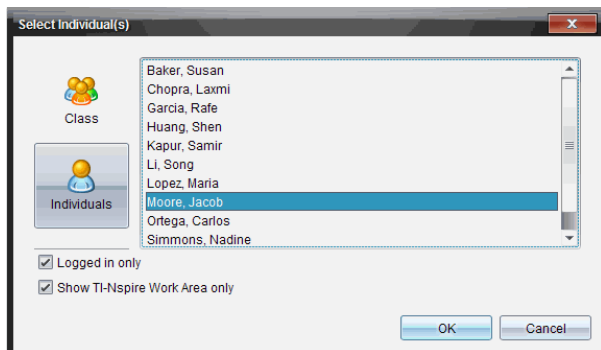 Select Individual(s)
Class
Individuals
Baker, Susan
Chopra, Laxmi
Garcia, Rafe
Huang, Shen
Kapur, Samir
Li, Song
Lopez, Maria
Moore, Jacob
Ortega, Carlos
Simmons, Nadine
Logged in only
Show TI-Nspire Work Area only
OK
Cancel